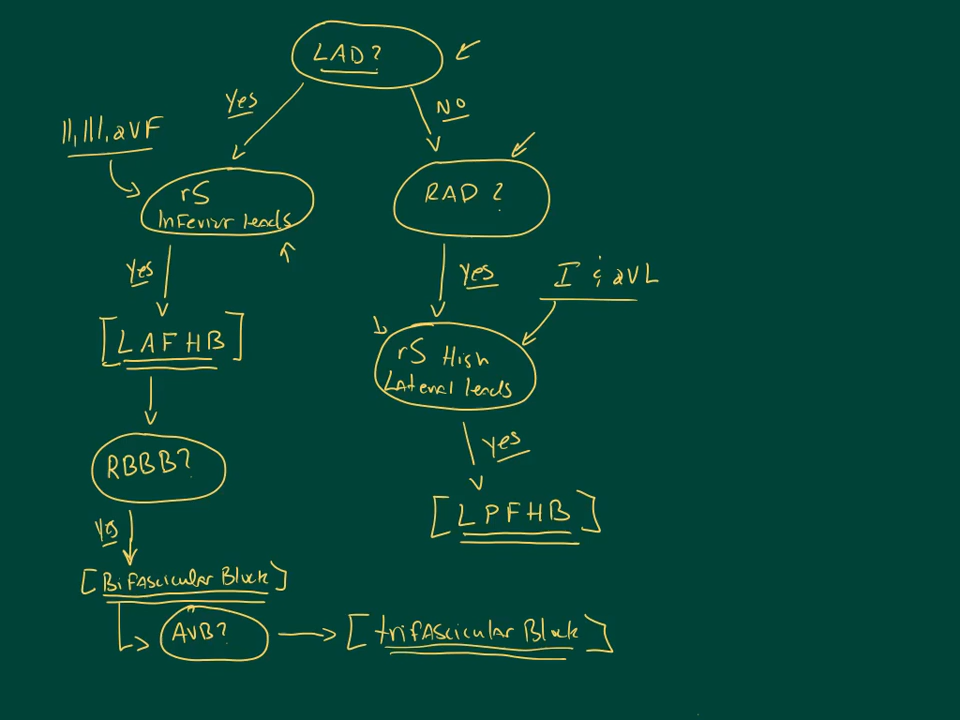 LAD?
Yes
NO
II, III, aVF
rS
Inferior leads
RAD?
Yes
Yes
I & aVL
[LAFHB]
rS High
Lateral leads
RBBB?
Yes
[LPFHB]
Yes
[Bifascicular Block]
AVB?
[trifascicular Block]